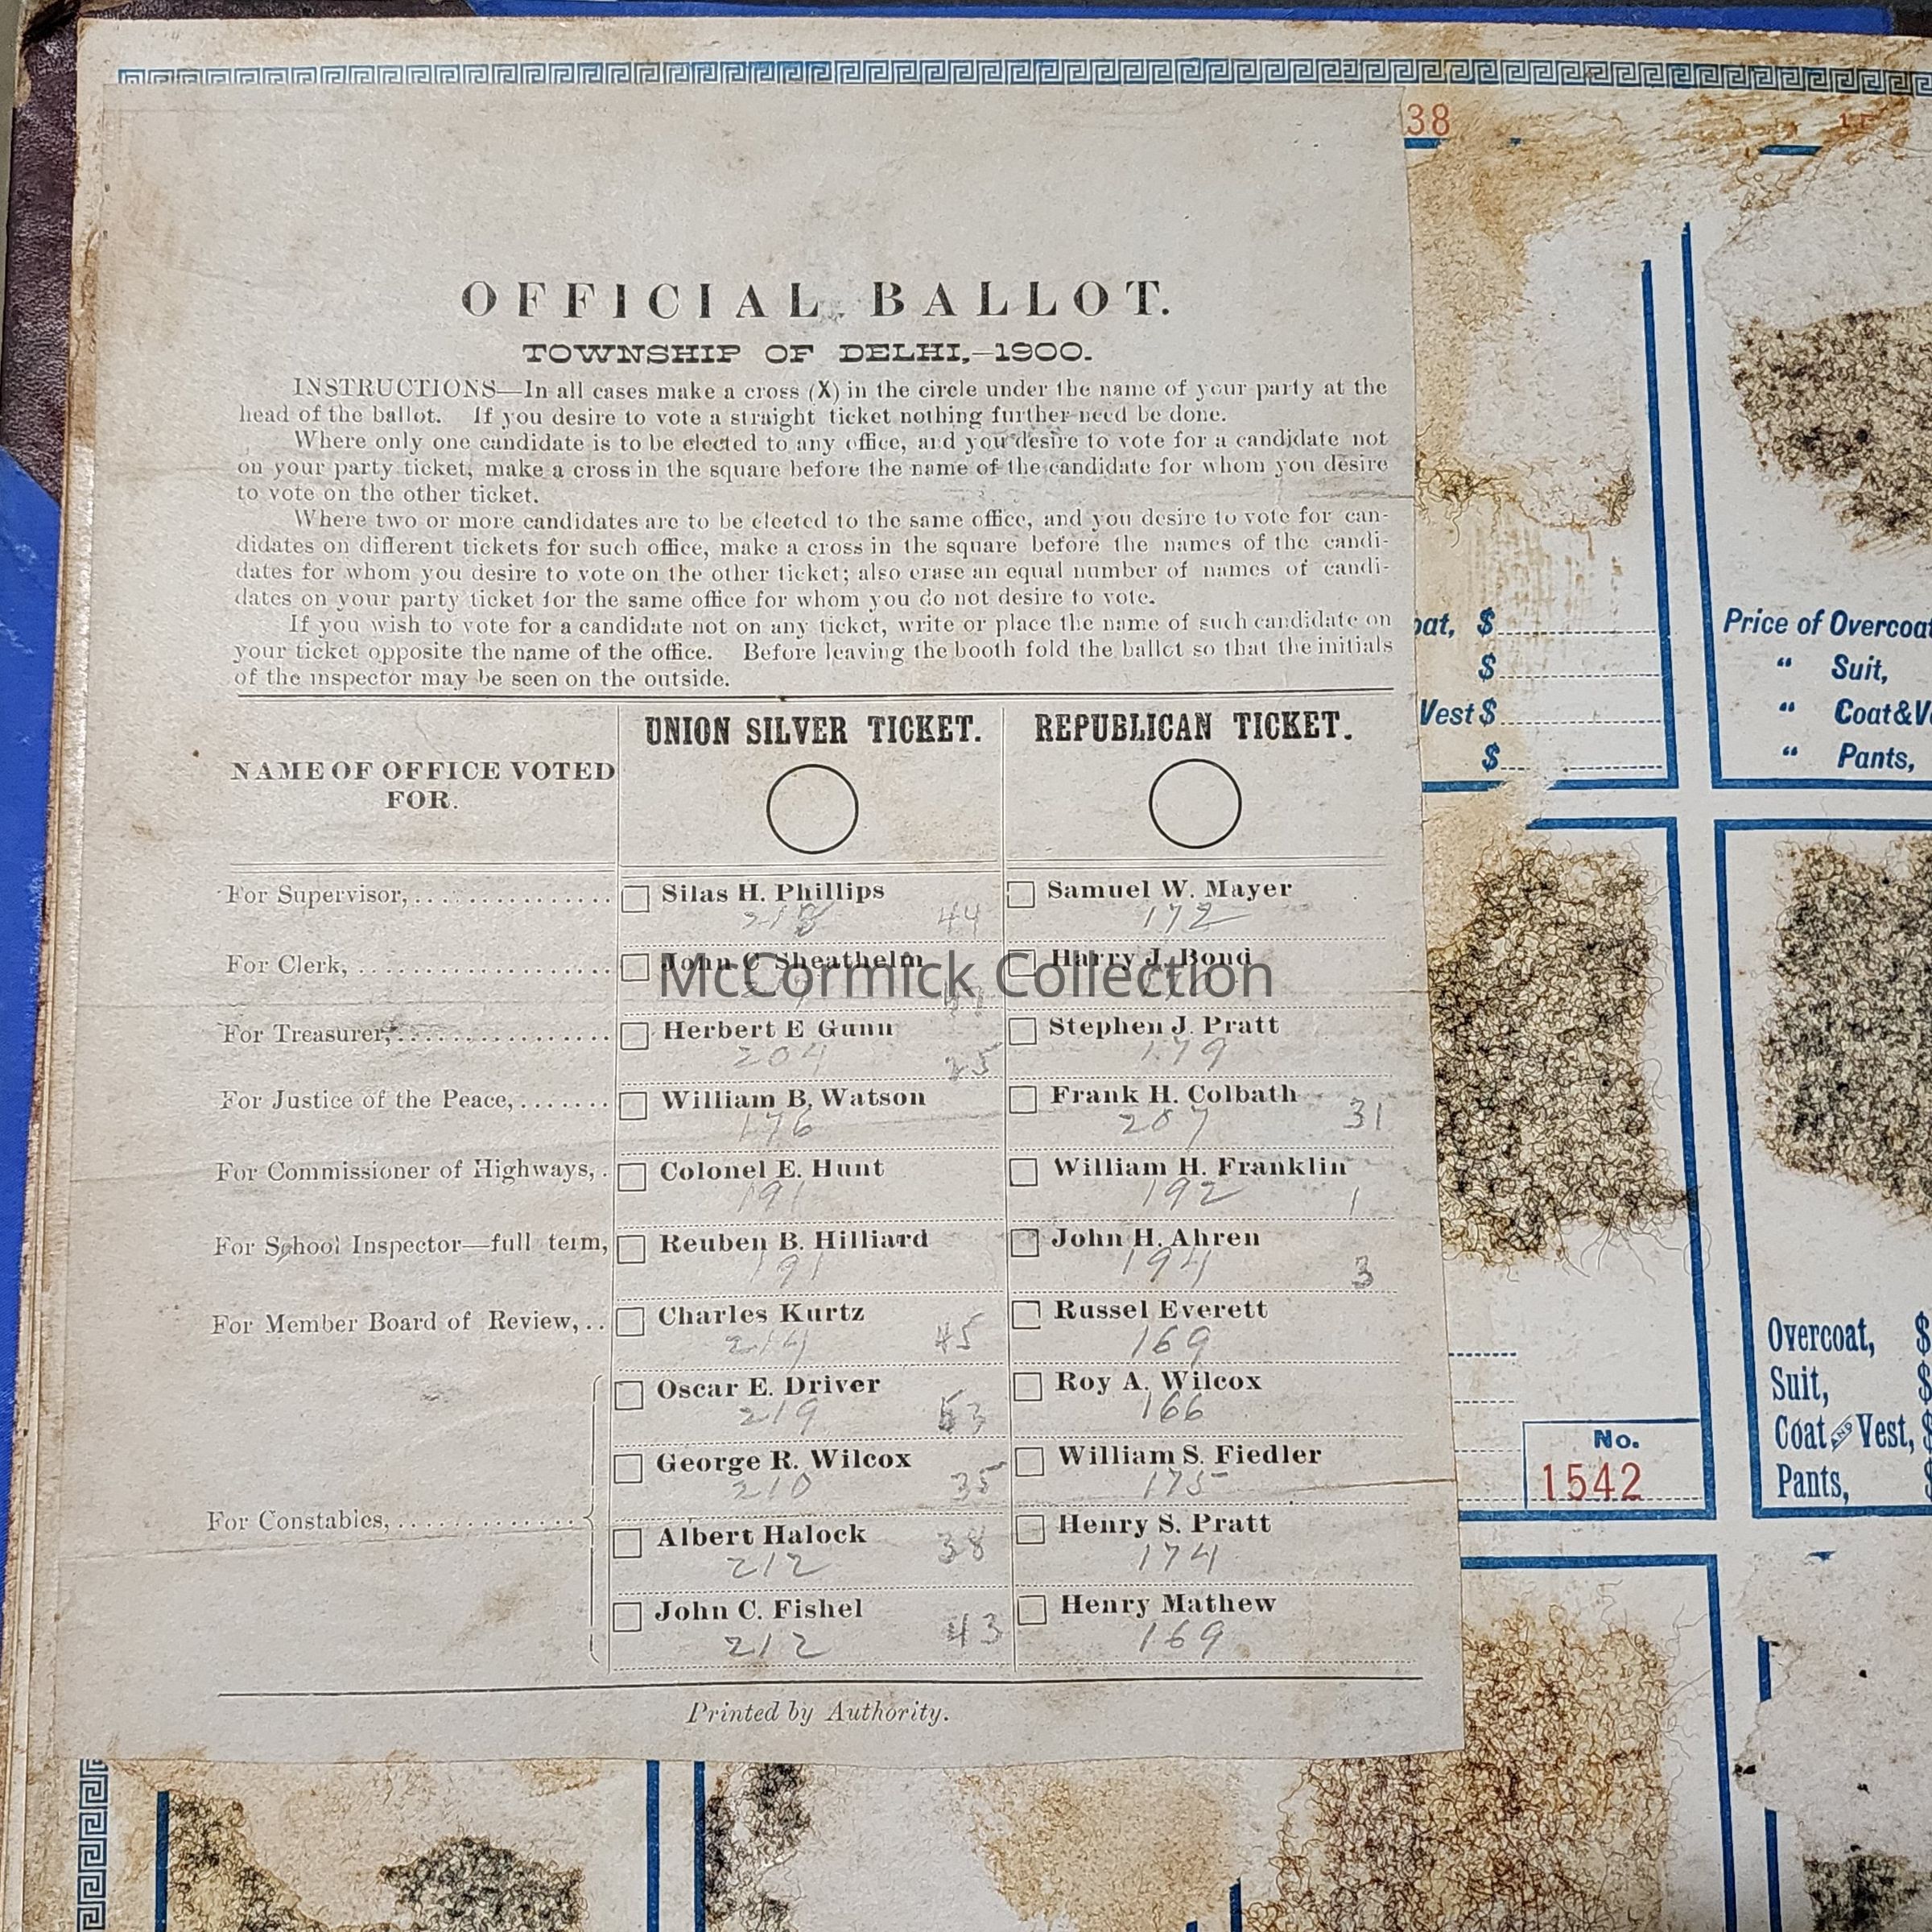 38
OFFICIAL BALLOT.
TOWNSHIP OF DELHI,—1900.
INSTRUCTIONS—In all cases make a cross (X) in the circle under the name of your party at the
head of the ballot. If you desire to vote a straight ticket nothing further need be done.
Where only one candidate is to be elected to any office, and you desire to vote for a candidate not
on your party ticket, make a cross in the square before the name of the candidate for whom you desire
to vote on the other ticket.
Where two or more candidates are to be elected to the same office, and you desire to vote for can-
didates on different tickets for such office, make a cross in the square before the names of the candi-
dates for whom you desire to vote on the other ticket; also erase an equal number of names of candi-
dates on your party ticket for the same office for whom you do not desire to vote.
If you wish to vote for a candidate not on any ticket, write or place the name of such candidate on
your ticket opposite the name of the office. Before leaving the booth fold the ballot so that the initials
of the inspector may be seen on the outside.
NAME OF OFFICE VOTED
FOR.
UNION SILVER TICKET.
REPUBLICAN TICKET.
For Supervisor, Silas H. Phillips Samuel W. Mayer
44 172
For Clerk, John C Sheathelm Harry J. Bond
For Treasurer, Herbert E Gunn Stephen J. Pratt
204 25 179
For Justice of the Peace, William B. Watson Frank H. Colbath
176 207 31
For Commissioner of Highways, Colonel E. Hunt William H. Franklin
191 192 1
For School Inspector—full term, Reuben B. Hilliard John H. Ahren
191 194 3
For Member Board of Review, Charles Kurtz Russel Everett
214 45 169
For Constables,
Oscar E. Driver Roy A. Wilcox
219 53 166
George R. Wilcox William S. Fiedler
210 35 175
Albert Halock Henry S. Pratt
212 38 174
John C. Fishel Henry Mathew
212 43 169
Printed by Authority.
McCormick Collection
$
$
Vest $
$
Price of Overcoat
" Suit,
" Coat&
" Pants,
No.
1542
Overcoat, $
Suit, $
Coat AND Vest, $
Pants, $